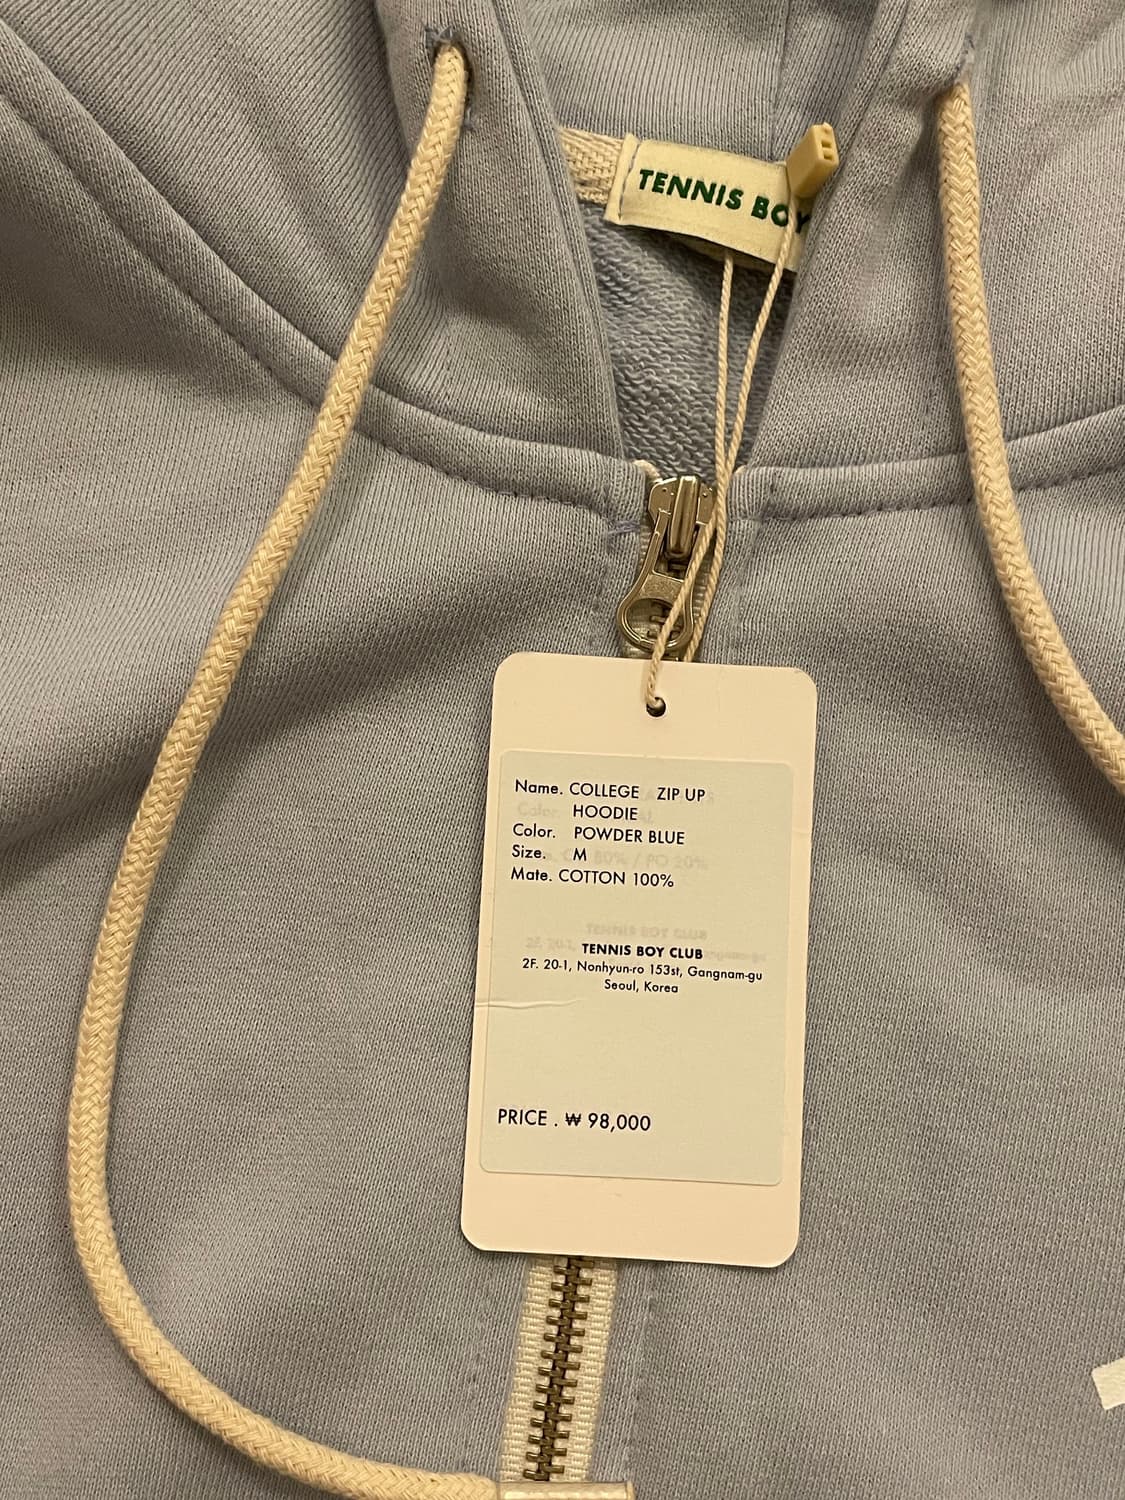 TENNIS BOY
Name. COLLEGE ZIP UP
HOODIE
Color. POWDER BLUE
Size. M
Mate. COTTON 100%
TENNIS BOY CLUB
2F. 20-1, Nonhyun-ro 153st, Gangnam-gu
Seoul, Korea
PRICE . ₩ 98,000